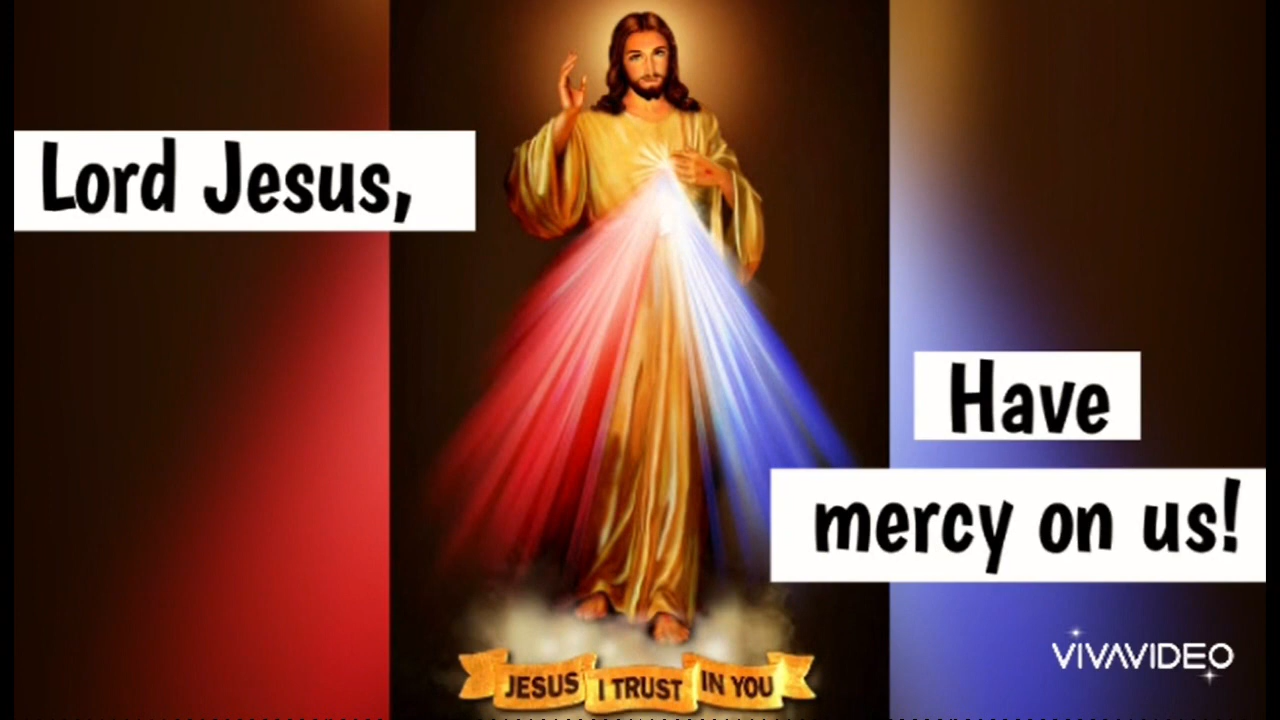 Lord Jesus,
Have
mercy on us!
JESUS I TRUST IN YOU
VIVAVIDEO